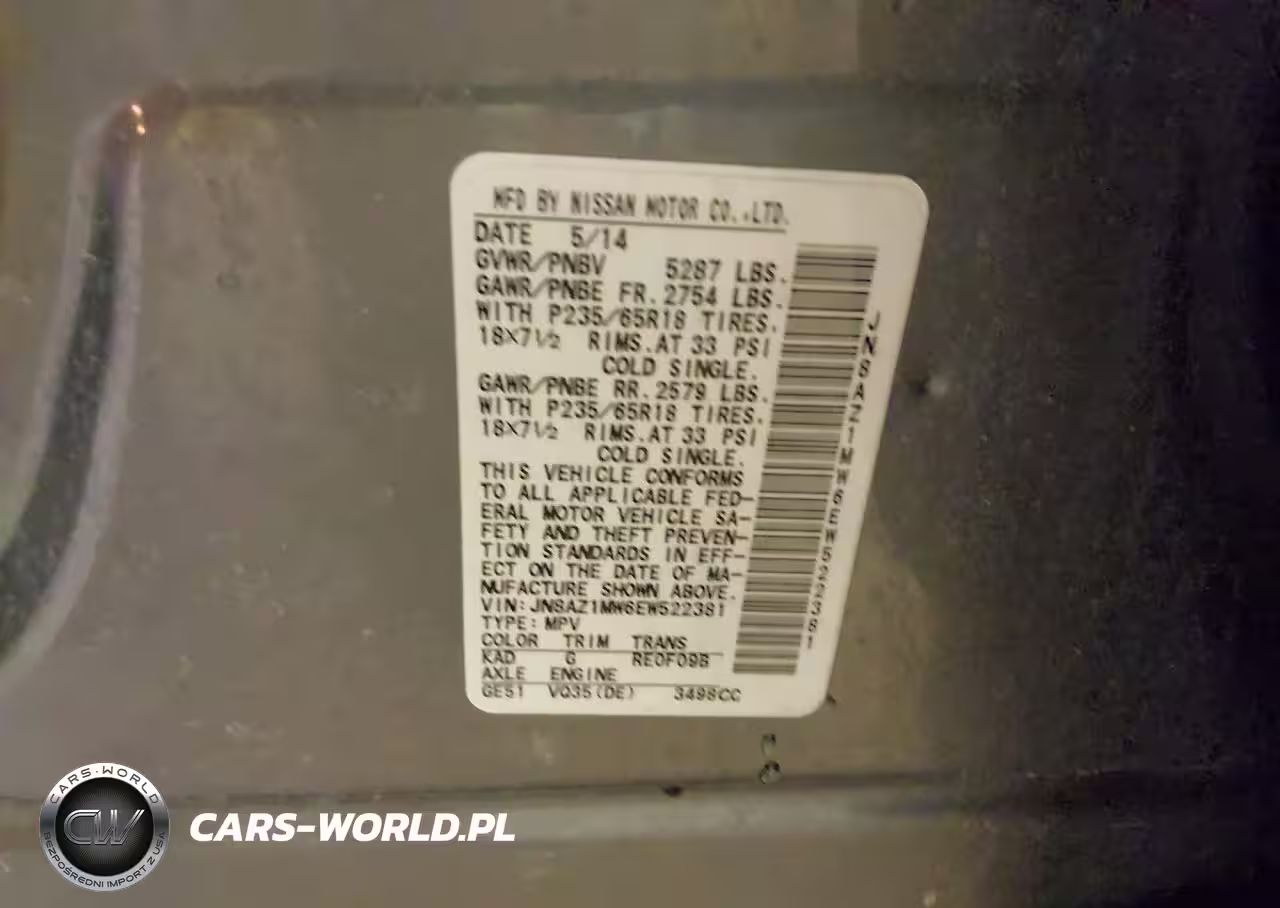 MFD BY NISSAN MOTOR CO.,LTD.
DATE 5/14
GVWR/PNBV 5287 LBS.
GAWR/PNBE FR. 2754 LBS.
WITH P235/65R18 TIRES.
18X7½ RIMS.AT 33 PSI
COLD SINGLE.
GAWR/PNBE RR. 2579 LBS.
WITH P235/65R18 TIRES.
18X7½ RIMS.AT 33 PSI
COLD SINGLE.
THIS VEHICLE CONFORMS
TO ALL APPLICABLE FED-
ERAL MOTOR VEHICLE SA-
FETY AND THEFT PREVEN-
TION STANDARDS IN EFF-
ECT ON THE DATE OF MA-
NUFACTURE SHOWN ABOVE.
VIN:JN8AZ1MW6EW522381
TYPE:MPV
COLOR TRIM TRANS
KAD G RE0F09B
AXLE ENGINE
GE51 VQ35(DE) 3498CC
JN8AZ1MW6EW522381
CARS-WORLD
CW
BEZPOŚREDNI IMPORT Z USA
CARS-WORLD.PL